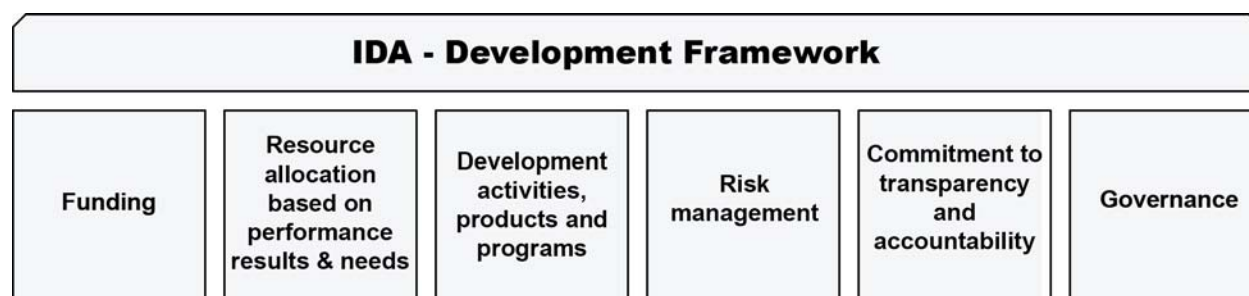 IDA - Development Framework
Funding
Resource
allocation
based on
performance
results & needs
Development
activities,
products and
programs
Risk
management
Commitment to
transparency
and
accountability
Governance